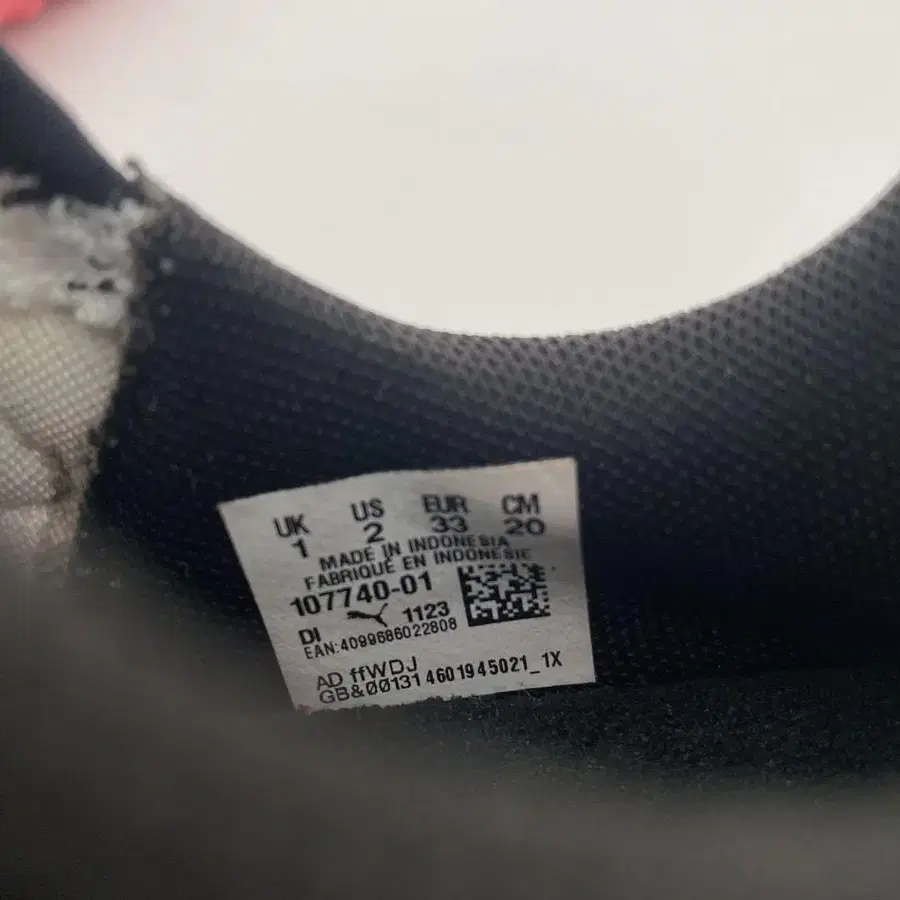 UK US EUR CM
1 2 33 20
MADE IN INDONESIA
FABRIQUÉ EN INDONESIE
107740-01
DI 1123
EAN:4099686022808
AD ffWDJ
GB&00131 4601945021_1X